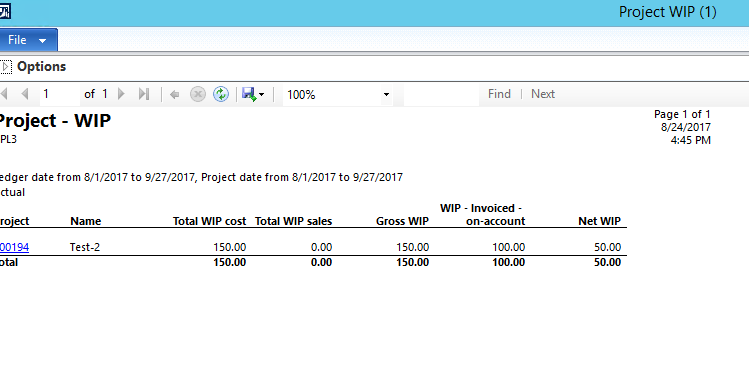 Project WIP (1)
File
Options
1 of 1 100% Find Next
Page 1 of 1
Project - WIP
8/24/2017
PL3
4:45 PM
edger date from 8/1/2017 to 9/27/2017, Project date from 8/1/2017 to 9/27/2017
ctual
roject Name Total WIP cost Total WIP sales Gross WIP WIP - Invoiced - on-account Net WIP
00194 Test-2 150.00 0.00 150.00 100.00 50.00
otal 150.00 0.00 150.00 100.00 50.00